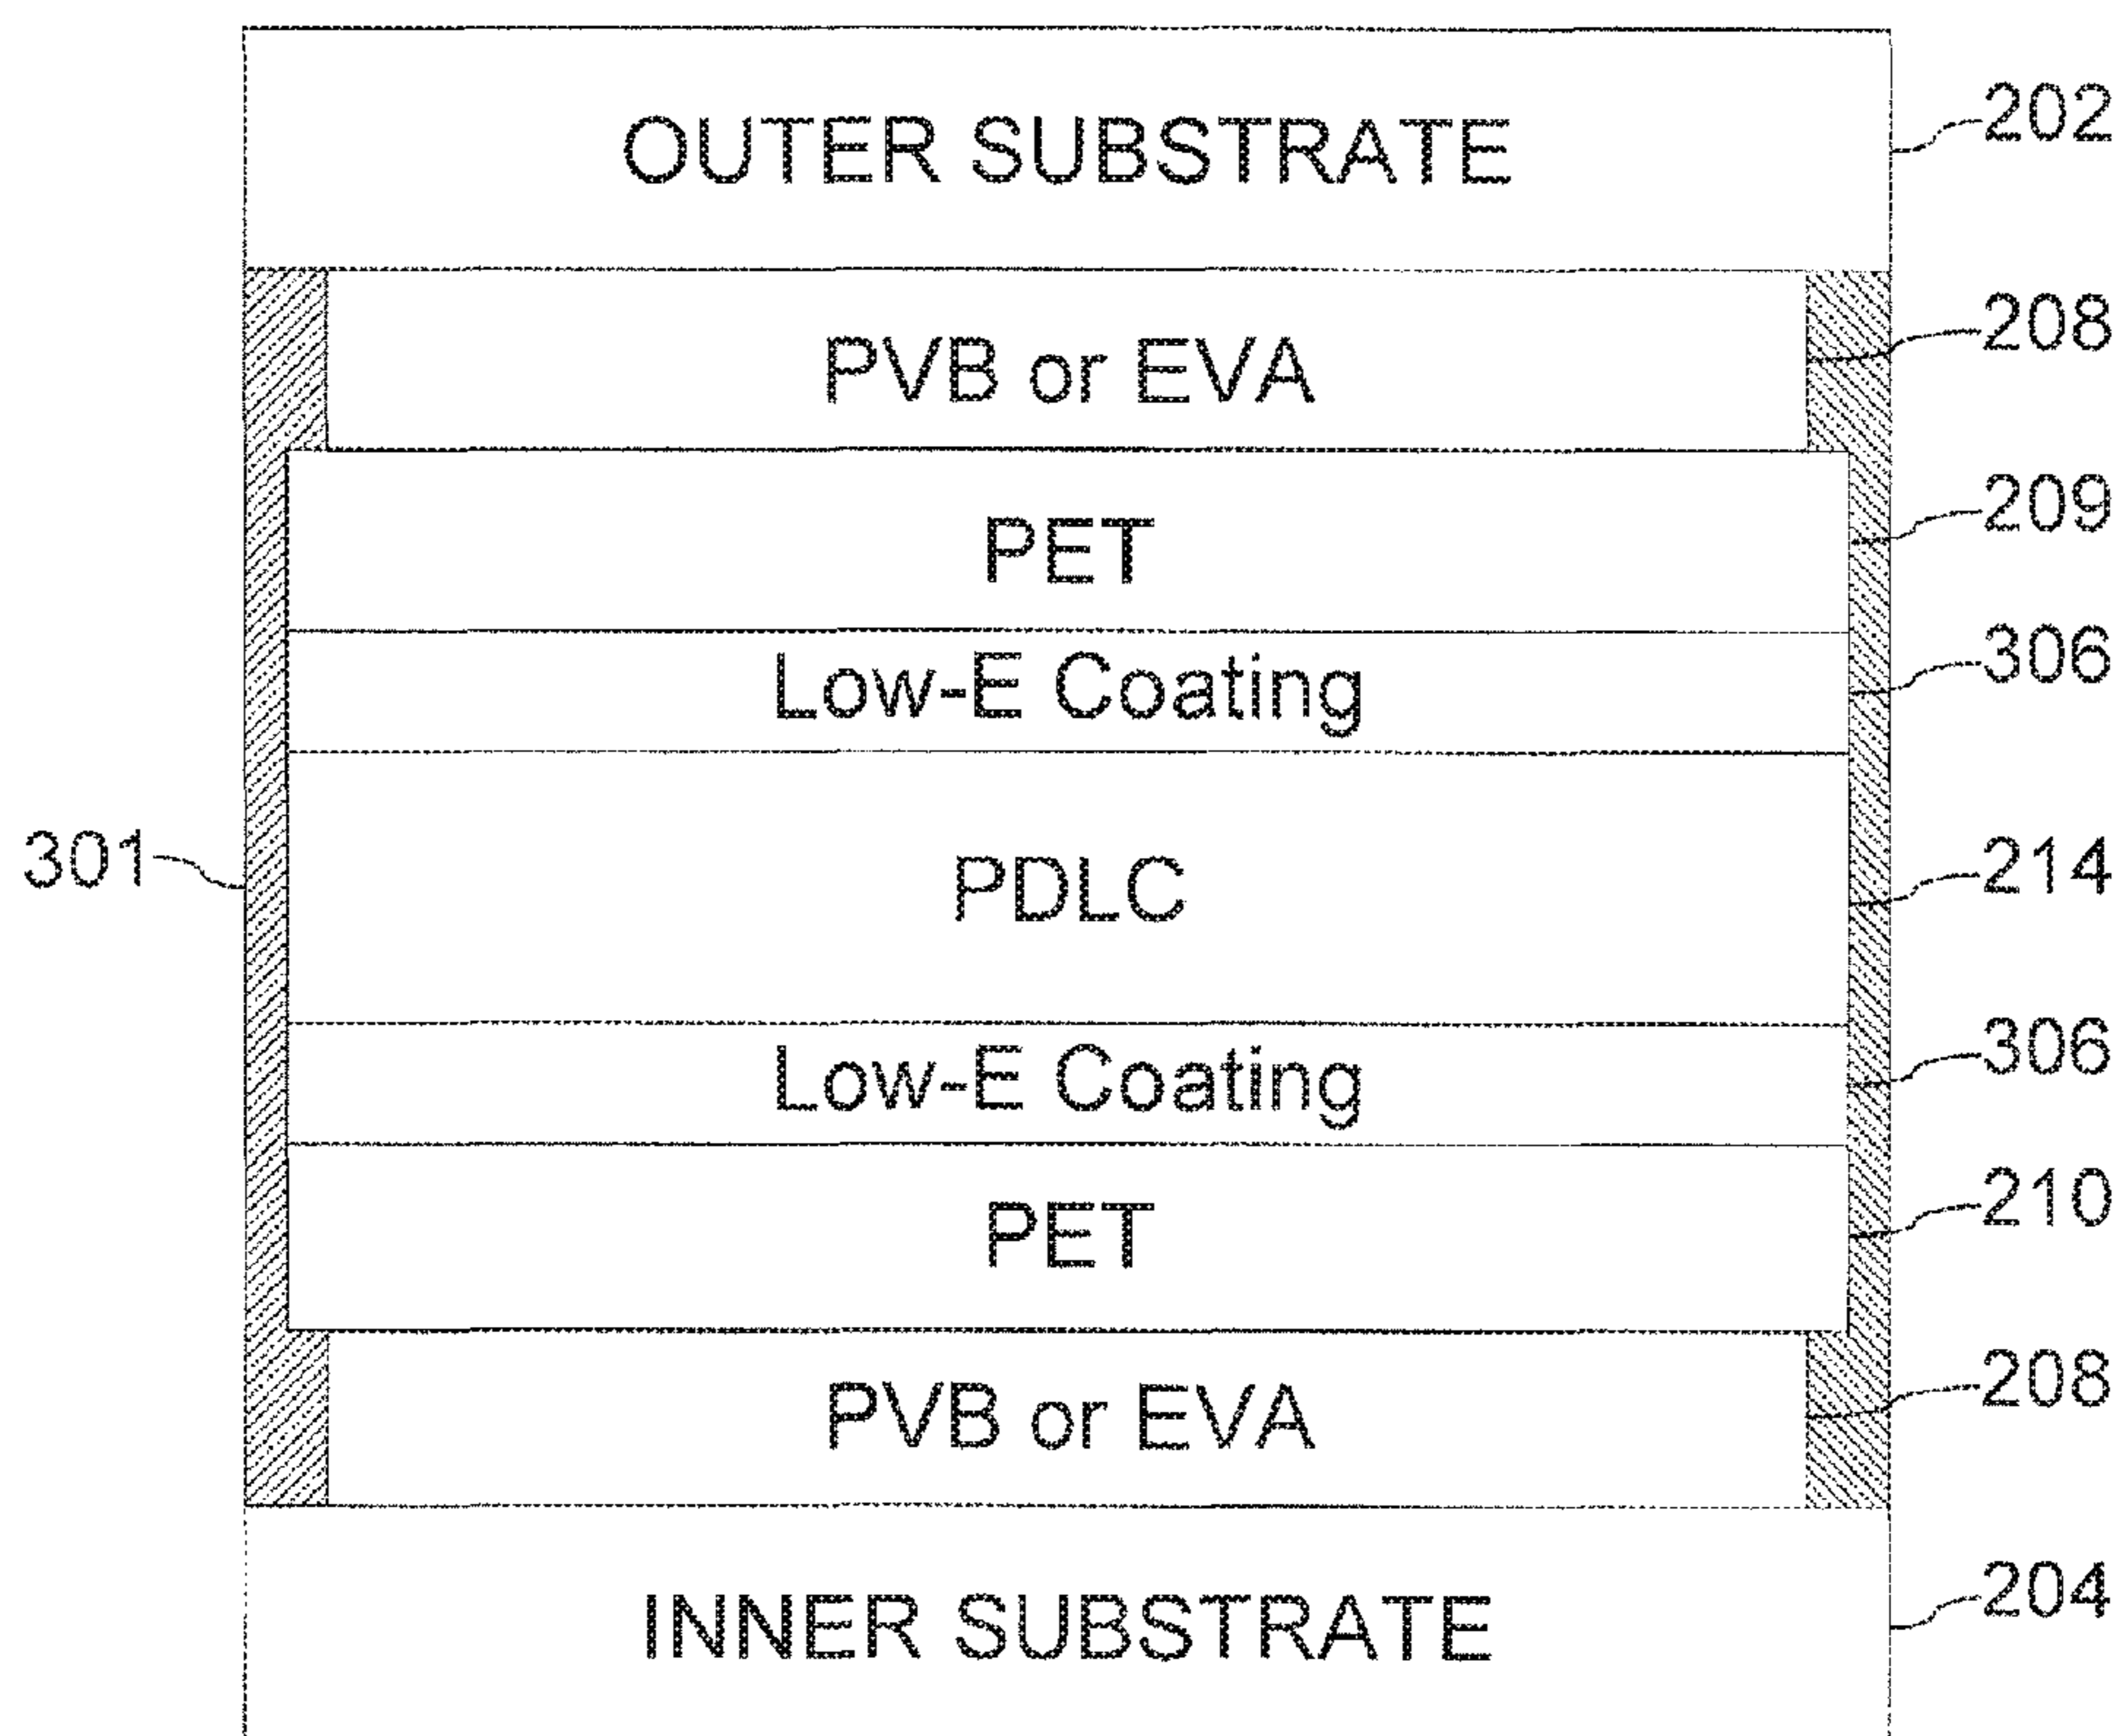 OUTER SUBSTRATE 202
PVB or EVA 208
PET 209
Low-E Coating 306
301 PDLC 214
Low-E Coating 306
PET 210
PVB or EVA 208
INNER SUBSTRATE 204